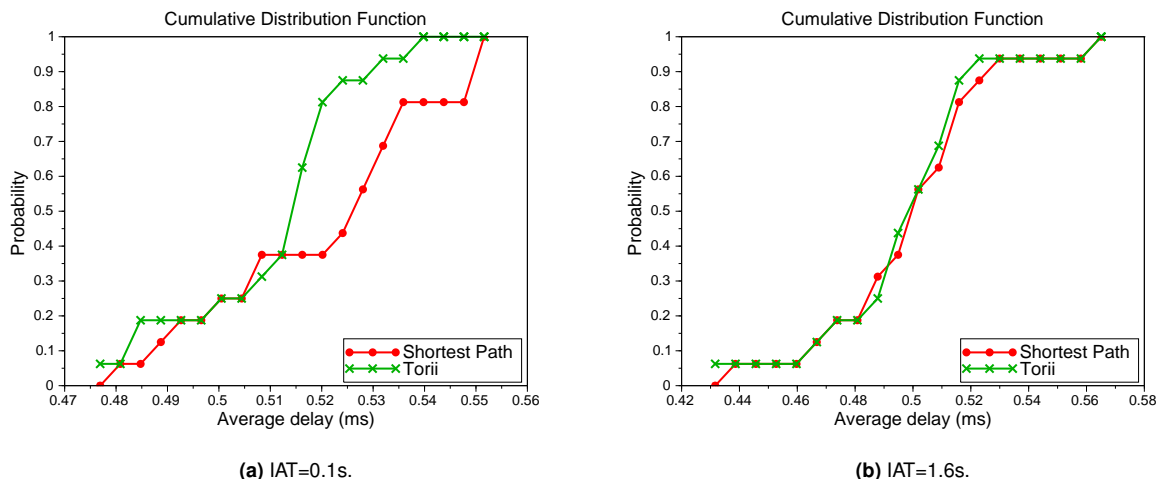 Cumulative Distribution Function
1
0.9
0.8
0.7
0.6
0.5
0.4
0.3
0.2
0.1
0
Probability
0.47 0.48 0.49 0.5 0.51 0.52 0.53 0.54 0.55 0.56
Average delay (ms)
Shortest Path
Torii
(a) IAT=0.1s.
Cumulative Distribution Function
1
0.9
0.8
0.7
0.6
0.5
0.4
0.3
0.2
0.1
0
Probability
0.42 0.44 0.46 0.48 0.5 0.52 0.54 0.56 0.58
Average delay (ms)
Shortest Path
Torii
(b) IAT=1.6s.